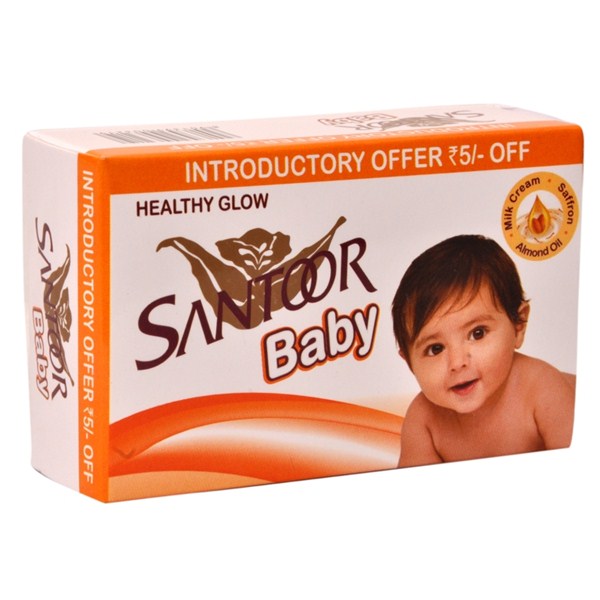 INTRODUCTORY OFFER ₹5/- OFF
HEALTHY GLOW
SANTOOR
Baby
Milk Cream • Saffron •
Almond Oil
INTRODUCTORY OFFER ₹5/- OFF
SANTOOR
Baby